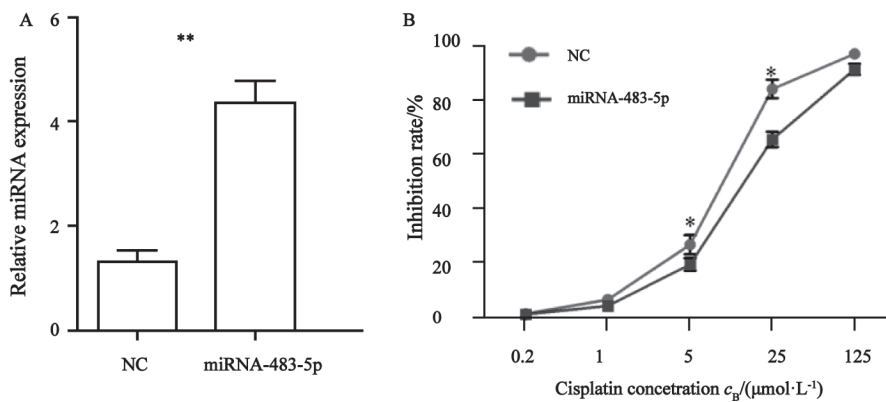 A
**
Relative miRNA expression
6
4
2
0
NC
miRNA-483-5p
B
NC
miRNA-483-5p
*
*
Inhibition rate/%
100
80
60
40
20
0
0.2
1
5
25
125
Cisplatin concetration cB/(μmol·L-1)